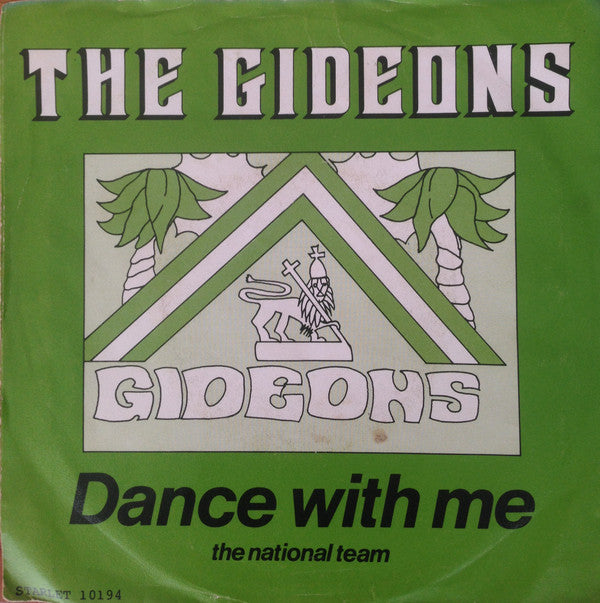 THE GIDEONS
GIDEONS
Dance with me
the national team
STARLET 10194